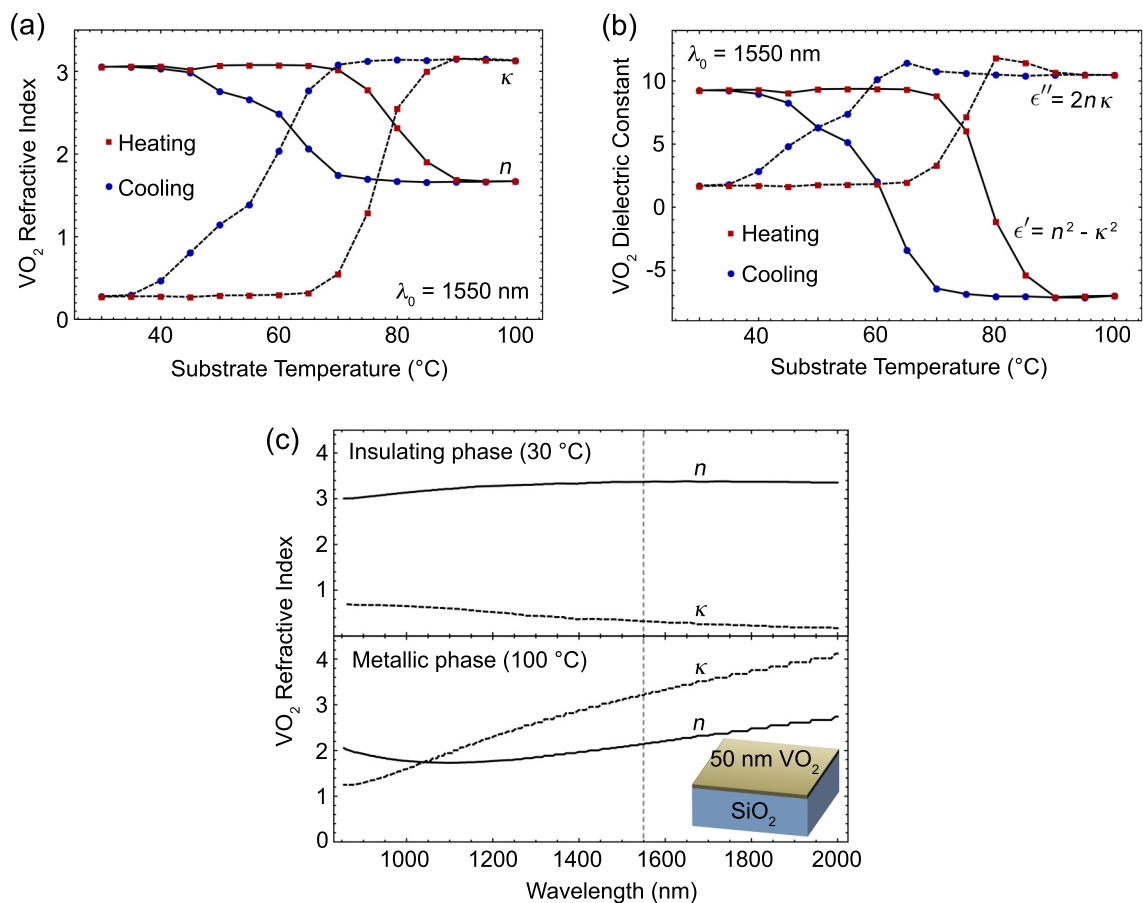 (a)
VO₂ Refractive Index
3
2
1
0
κ
n
Heating
Cooling
λ₀ = 1550 nm
40 60 80 100
Substrate Temperature (°C)
(b)
VO₂ Dielectric Constant
10
5
0
-5
λ₀ = 1550 nm
ϵ′′= 2nκ
Heating
Cooling
ϵ′= n² - κ²
40 60 80 100
Substrate Temperature (°C)
(c)
VO₂ Refractive Index
4
3
2
1
Insulating phase (30 °C)
n
κ
4
3
2
1
0
Metallic phase (100 °C)
κ
n
50 nm VO₂
SiO₂
1000 1200 1400 1600 1800 2000
Wavelength (nm)